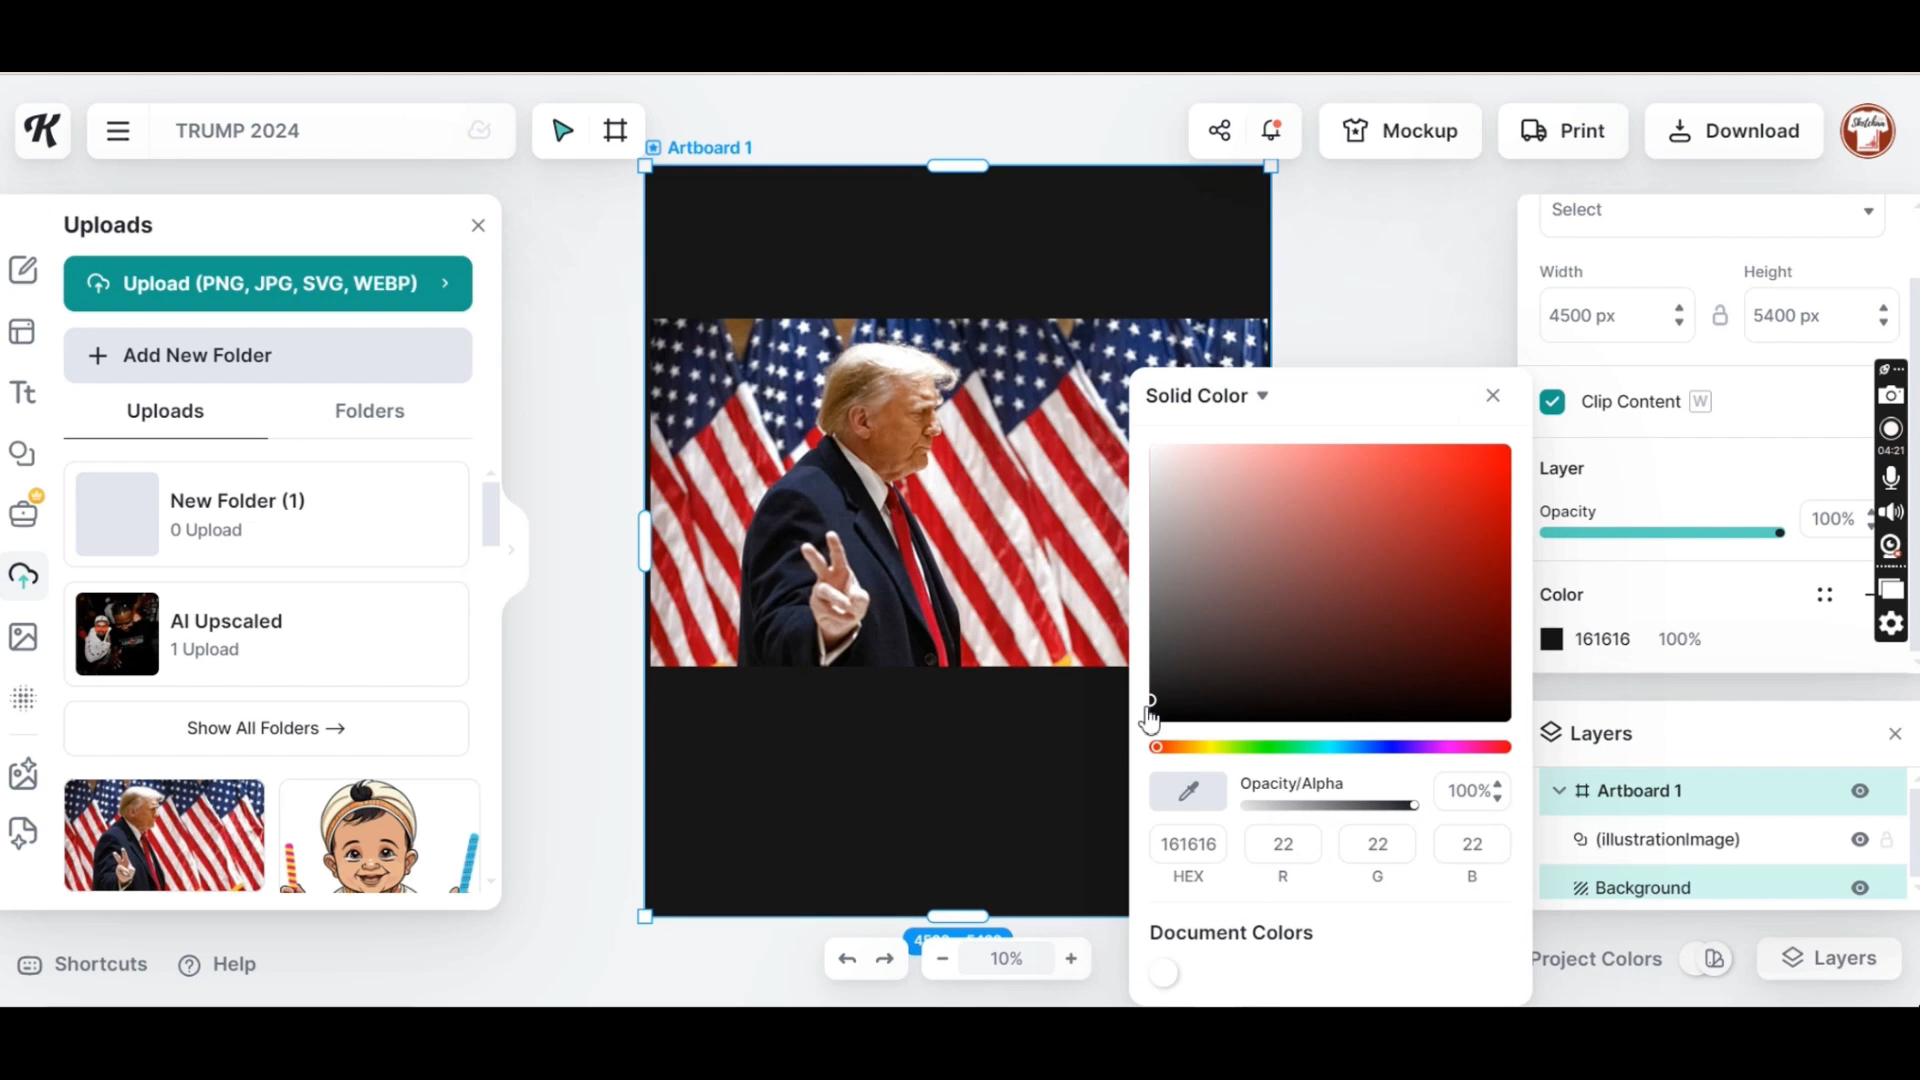 K
TRUMP 2024
Artboard 1
Mockup
Print
Download
Sketchin
Uploads
Upload (PNG, JPG, SVG, WEBP)
Add New Folder
Uploads
Folders
New Folder (1)
0 Upload
AI Upscaled
1 Upload
Show All Folders →
Tt
Shortcuts
Help
10%
Solid Color
Opacity/Alpha
100%
161616
22
22
22
HEX
R
G
B
Document Colors
Select
Width
Height
4500 px
5400 px
Clip Content W
Layer
Opacity
100%
Color
161616
100%
04:21
Layers
Artboard 1
(illustrationImage)
Background
Project Colors
Layers